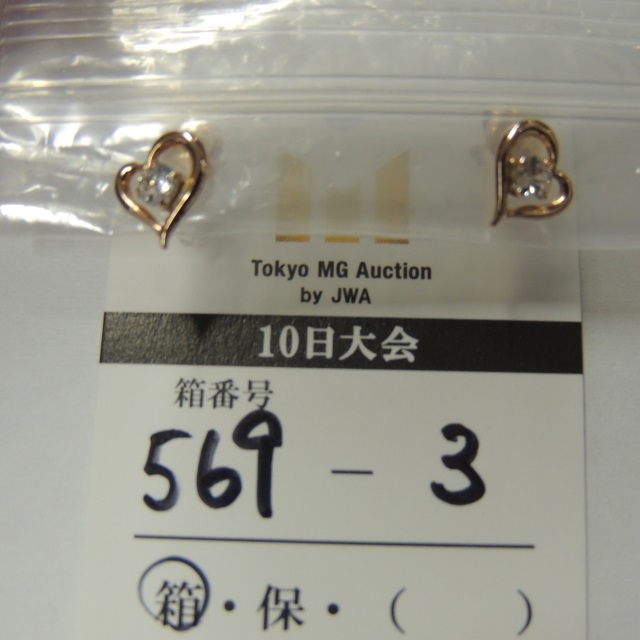 Tokyo MG Auction
by JWA
10日大会
箱番号
569 - 3
箱・保・(　　)